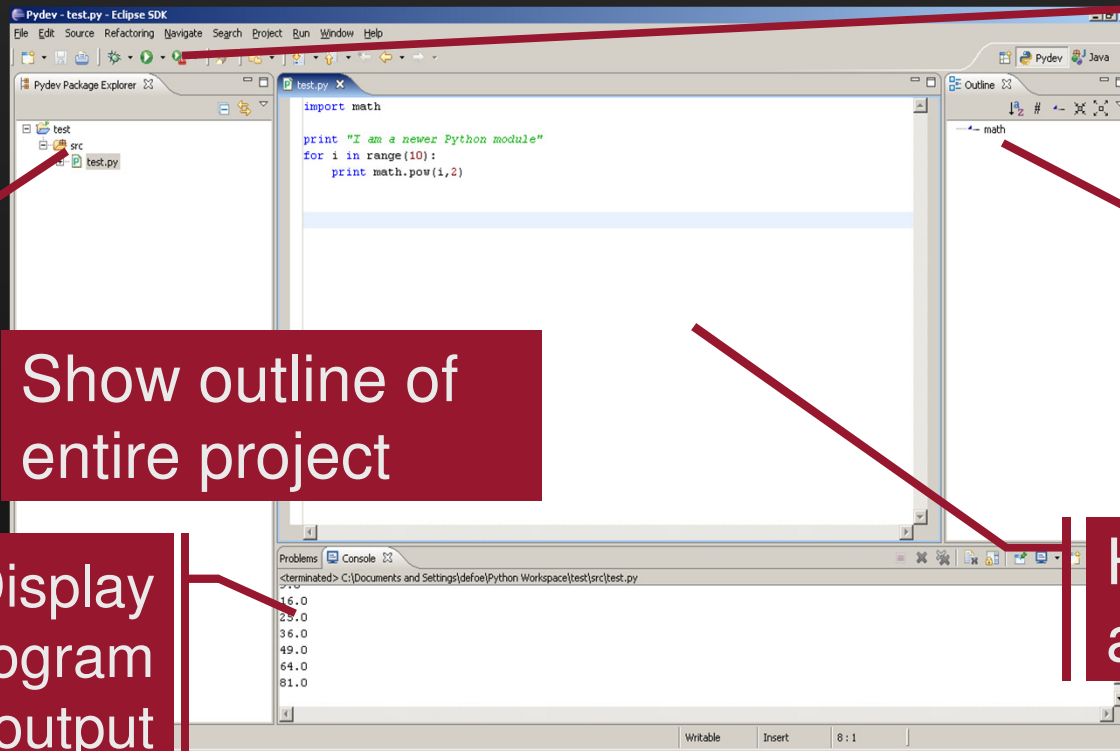 Pydev - test.py - Eclipse SDK
File Edit Source Refactoring Navigate Search Project Run Window Help
Pydev Java
Pydev Package Explorer
test
src
test.py
test.py
import math
print "I am a newer Python module"
for i in range(10):
    print math.pow(i,2)
Outline
math
Show outline of
entire project
Display
ogram
output
Problems Console
<terminated> C:\Documents and Settings\defoe\Python Workspace\test\src\test.py
16.0
25.0
36.0
49.0
64.0
81.0
H
a
Writable Insert 8 : 1